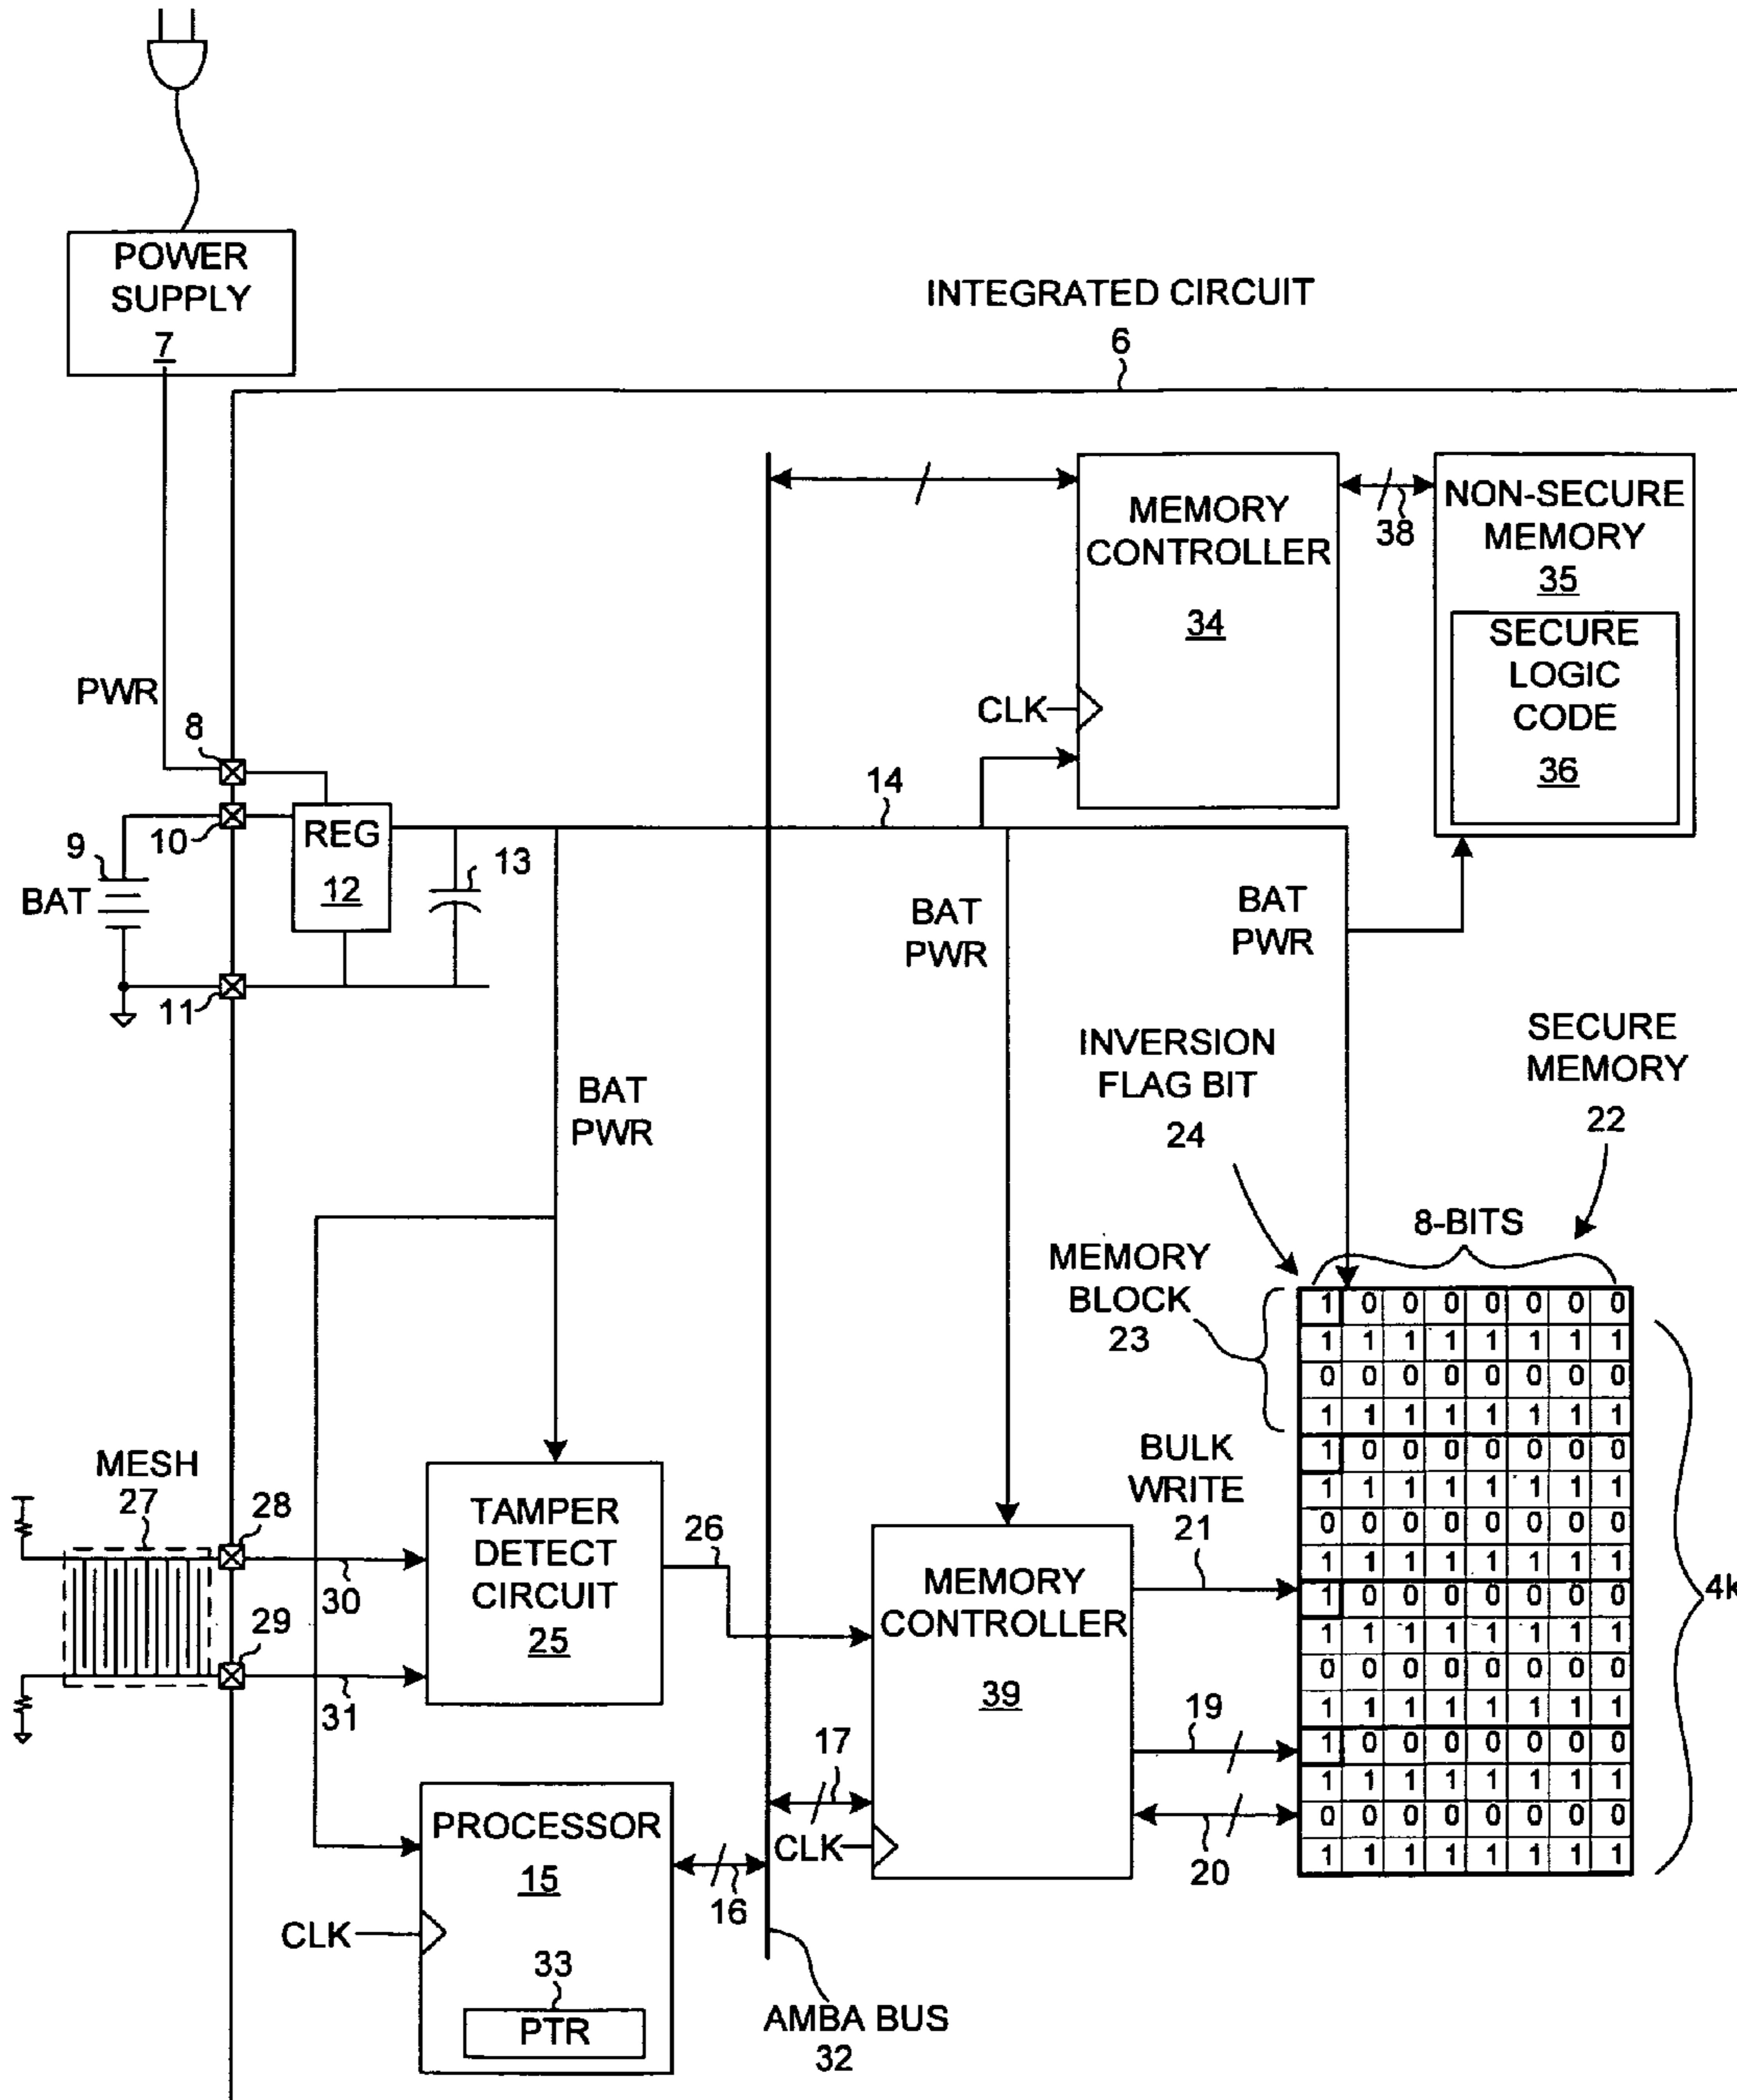 POWER
SUPPLY
7
INTEGRATED CIRCUIT
6
PWR
8
10
9
BAT
11
REG
12
13
14
MEMORY
CONTROLLER
34
CLK
38
NON-SECURE
MEMORY
35
SECURE
LOGIC
CODE
36
BAT
PWR
BAT
PWR
BAT
PWR
INVERSION
FLAG BIT
24
SECURE
MEMORY
22
8-BITS
MEMORY
BLOCK
23
1 0 0 0 0 0 0 0
1 1 1 1 1 1 1 1
0 0 0 0 0 0 0 0
1 1 1 1 1 1 1 1
1 0 0 0 0 0 0 0
1 1 1 1 1 1 1 1
0 0 0 0 0 0 0 0
1 1 1 1 1 1 1 1
1 0 0 0 0 0 0 0
1 1 1 1 1 1 1 1
0 0 0 0 0 0 0 0
1 1 1 1 1 1 1 1
1 0 0 0 0 0 0 0
1 1 1 1 1 1 1 1
0 0 0 0 0 0 0 0
1 1 1 1 1 1 1 1
4k
MESH
27
28
29
30
31
TAMPER
DETECT
CIRCUIT
25
26
MEMORY
CONTROLLER
39
BULK
WRITE
21
19
20
17
CLK
PROCESSOR
15
16
CLK
33
PTR
AMBA BUS
32